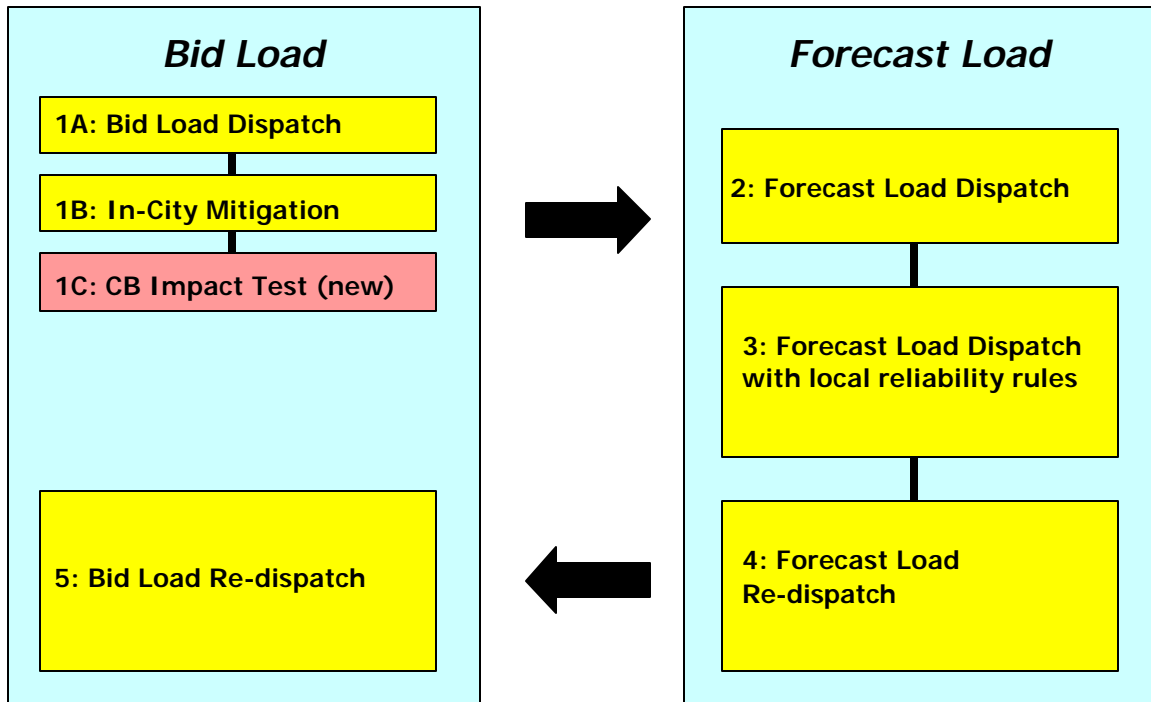 Bid Load
1A: Bid Load Dispatch
1B: In-City Mitigation
1C: CB Impact Test (new)
5: Bid Load Re-dispatch
Forecast Load
2: Forecast Load Dispatch
3: Forecast Load Dispatch
with local reliability rules
4: Forecast Load
Re-dispatch